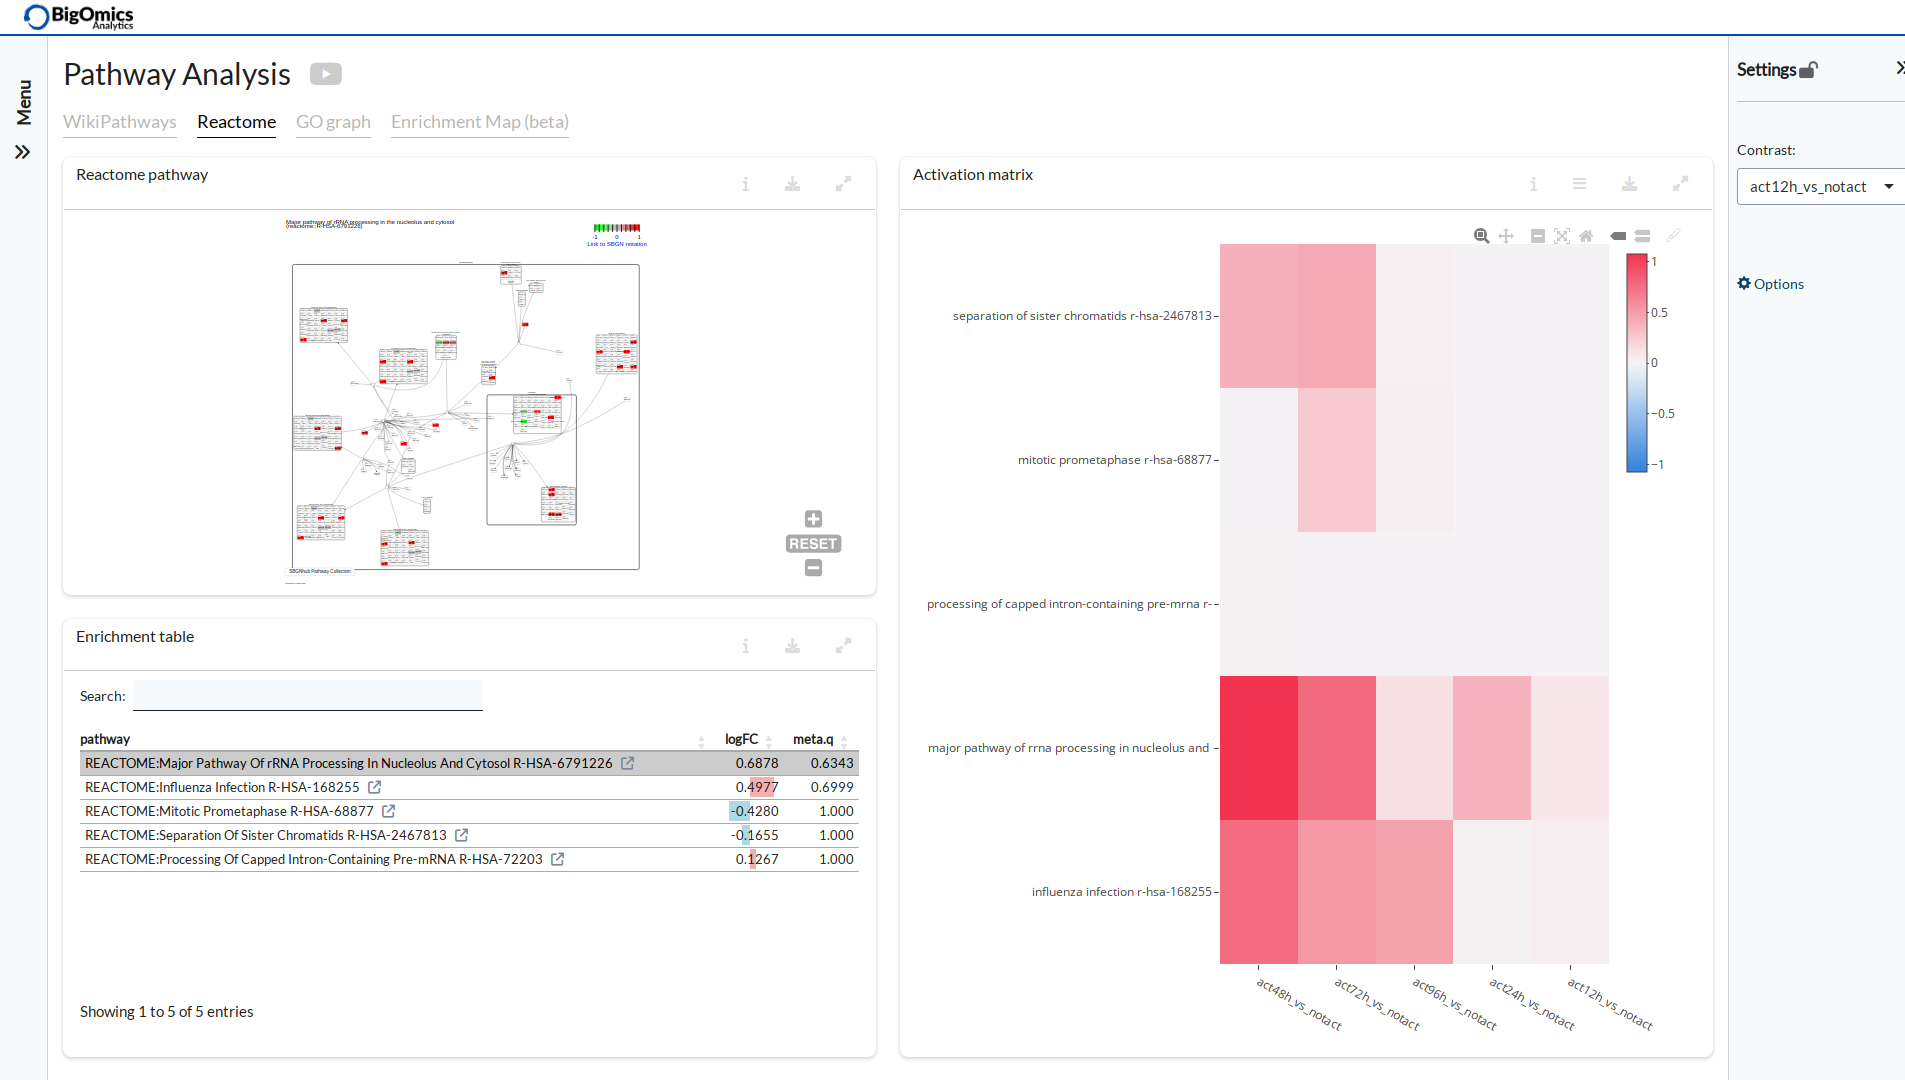 BigOmics
Analytics
Menu
Pathway Analysis
WikiPathways
Reactome
GO graph
Enrichment Map (beta)
Reactome pathway
Major pathway of rRNA processing in the nucleolus and cytosol
(reactome::R-HSA-6791226)
-1 0 1
Link to SBGN notation
SBGNhub Pathway Collection
RESET
Enrichment table
Search:
pathway logFC meta.q
REACTOME:Major Pathway Of rRNA Processing In Nucleolus And Cytosol R-HSA-6791226 0.6878 0.6343
REACTOME:Influenza Infection R-HSA-168255 0.4977 0.6999
REACTOME:Mitotic Prometaphase R-HSA-68877 -0.4280 1.000
REACTOME:Separation Of Sister Chromatids R-HSA-2467813 -0.1655 1.000
REACTOME:Processing Of Capped Intron-Containing Pre-mRNA R-HSA-72203 0.1267 1.000
Showing 1 to 5 of 5 entries
Activation matrix
separation of sister chromatids r-hsa-2467813
mitotic prometaphase r-hsa-68877
processing of capped intron-containing pre-mrna r-
major pathway of rrna processing in nucleolus and
influenza infection r-hsa-168255
act48h_vs_notact
act72h_vs_notact
act96h_vs_notact
act24h_vs_notact
act12h_vs_notact
1
0.5
0
−0.5
−1
Settings
Contrast:
act12h_vs_notact
Options